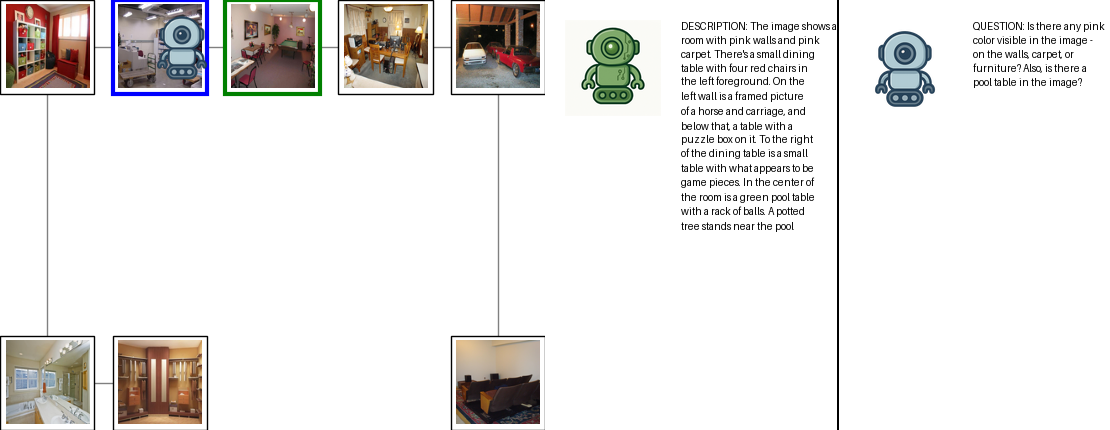 DESCRIPTION: The image shows a
room with pink walls and pink
carpet. There's a small dining
table with four red chairs in
the left foreground. On the
left wall is a framed picture
of a horse and carriage, and
below that, a table with a
puzzle box on it. To the right
of the dining table is a small
table with what appears to be
game pieces. In the center of
the room is a green pool table
with a rack of balls. A potted
tree stands near the pool
QUESTION: Is there any pink
color visible in the image -
on the walls, carpet, or
furniture? Also, is there a
pool table in the image?